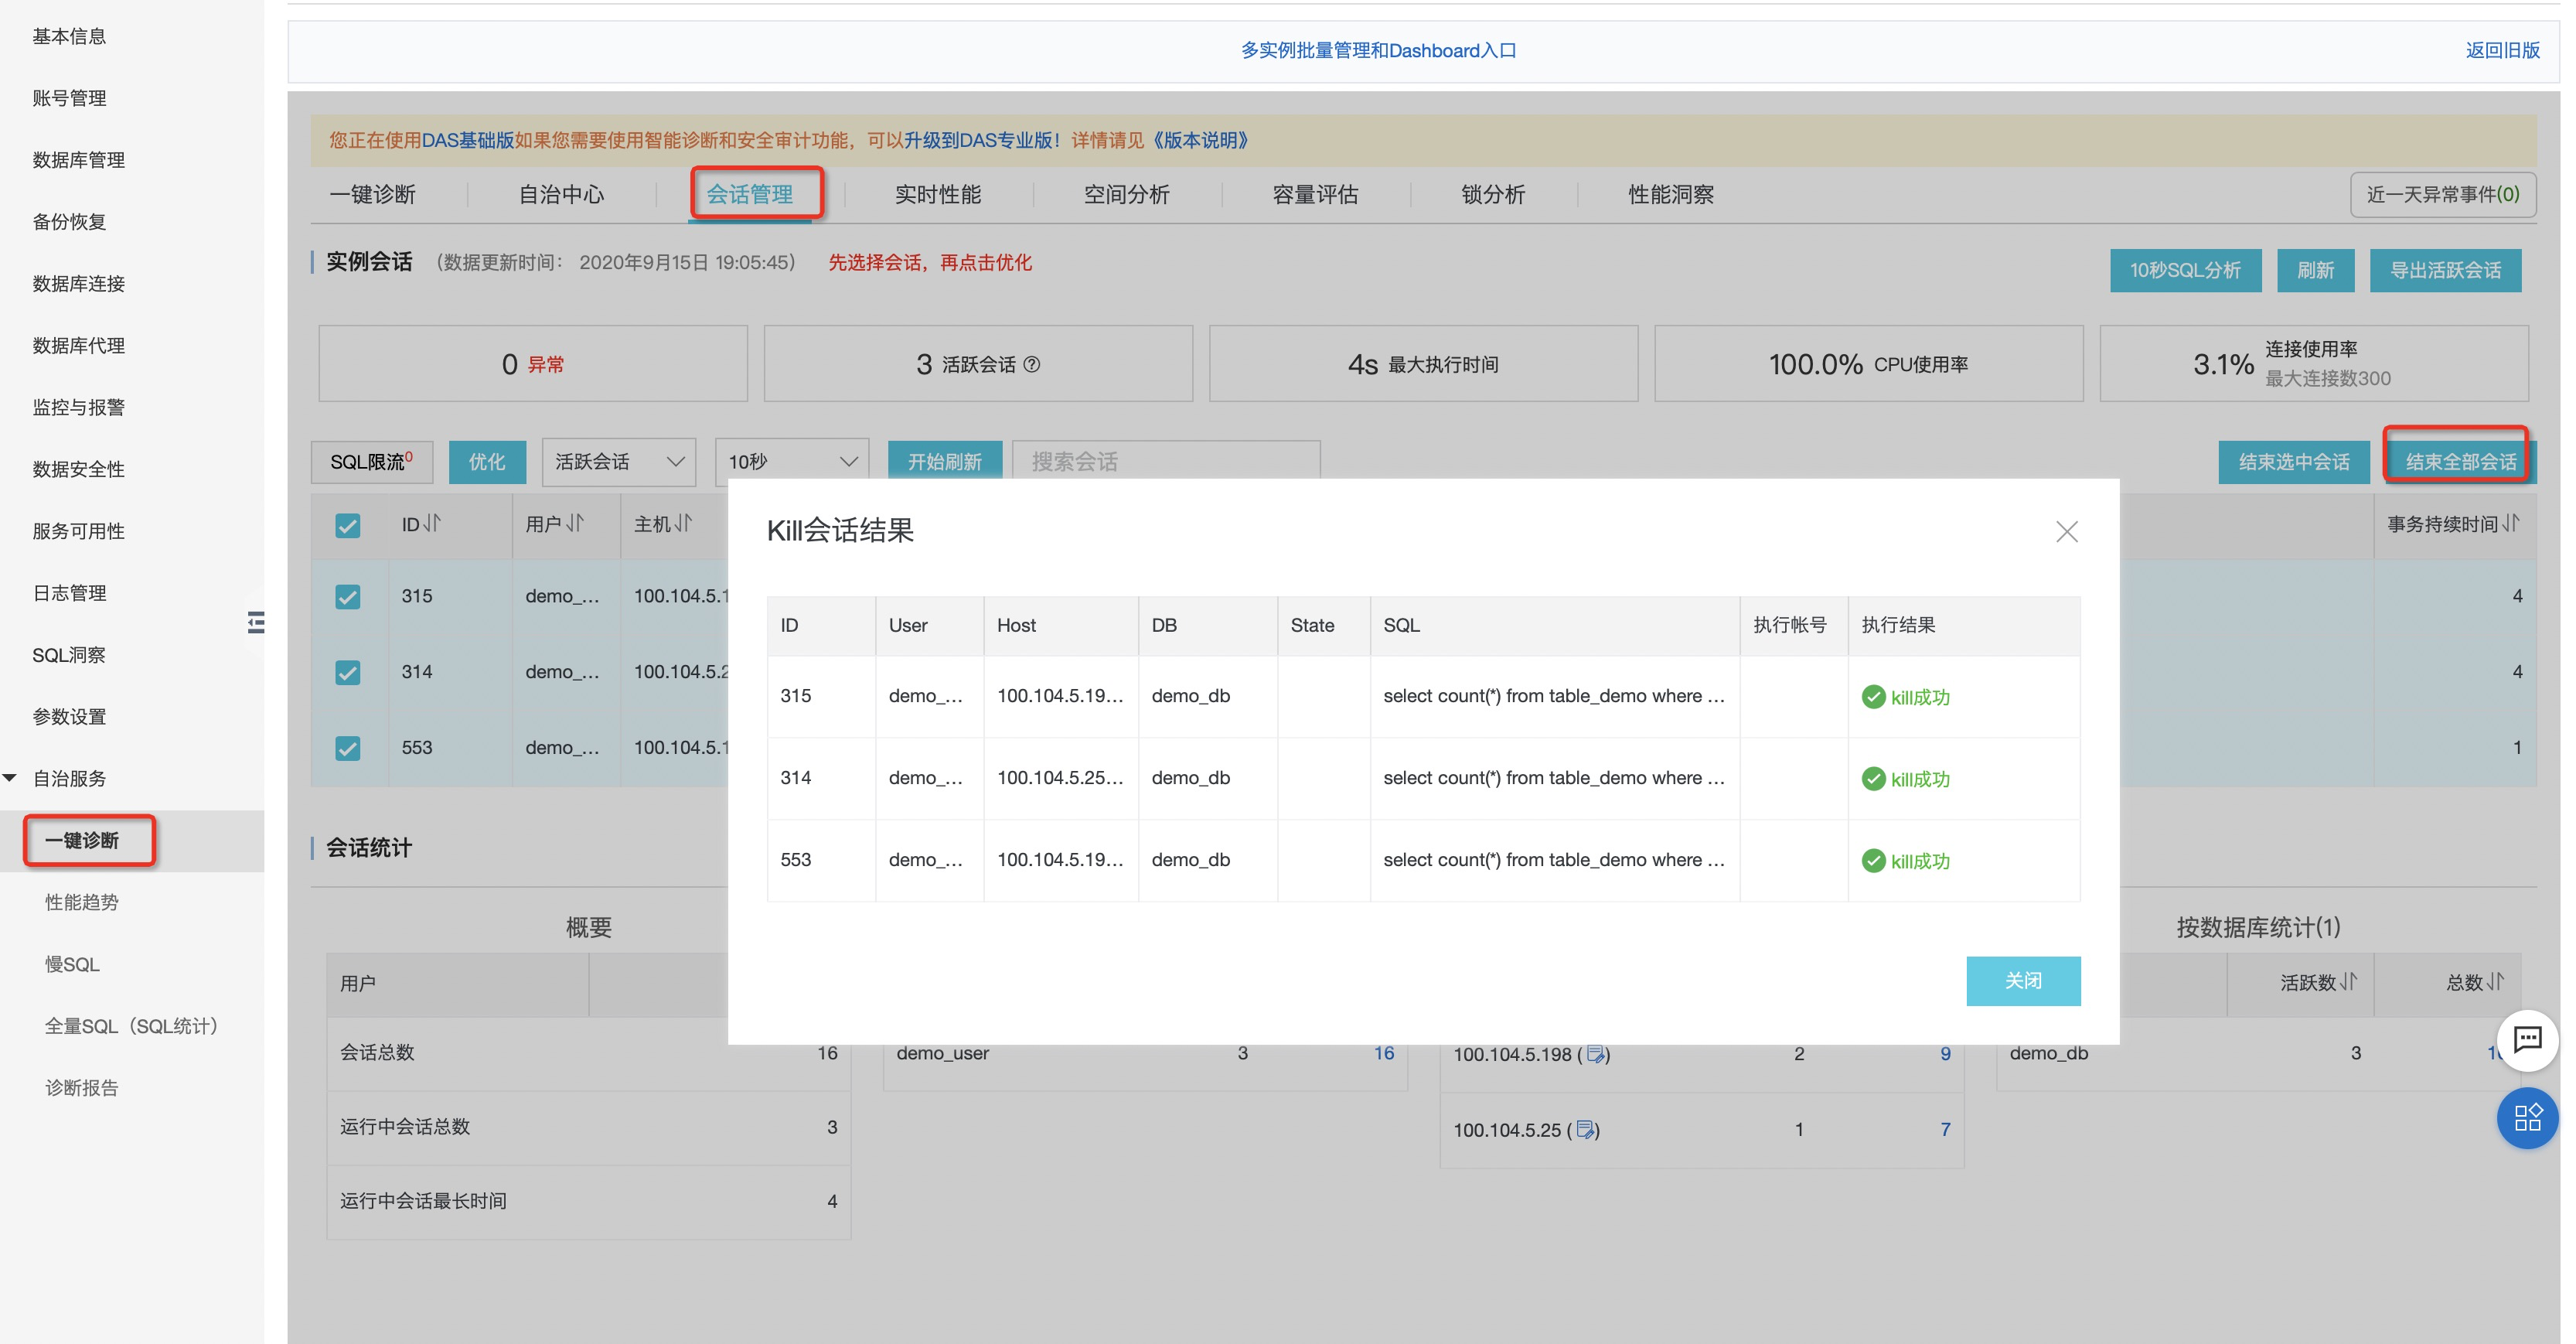 基本信息
账号管理
数据库管理
备份恢复
数据库连接
数据库代理
监控与报警
数据安全性
服务可用性
日志管理
SQL洞察
参数设置
自治服务
一键诊断
性能趋势
慢SQL
全量SQL（SQL统计）
诊断报告
多实例批量管理和Dashboard入口
返回旧版
您正在使用DAS基础版如果您需要使用智能诊断和安全审计功能，可以升级到DAS专业版！详情请见《版本说明》
一键诊断 自治中心 会话管理 实时性能 空间分析 容量评估 锁分析 性能洞察 近一天异常事件(0)
实例会话 （数据更新时间： 2020年9月15日 19:05:45） 先选择会话，再点击优化
10秒SQL分析 刷新 导出活跃会话
0 异常
3 活跃会话
4s 最大执行时间
100.0% CPU使用率
3.1% 连接使用率
最大连接数300
SQL限流0 优化 活跃会话 10秒 开始刷新 搜索会话 结束选中会话 结束全部会话
ID 用户 主机 事务持续时间
315 demo_... 100.104.5.1 4
314 demo_... 100.104.5.2 4
553 demo_... 100.104.5.1 1
Kill会话结果
ID User Host DB State SQL 执行帐号 执行结果
315 demo_... 100.104.5.19... demo_db select count(*) from table_demo where ... kill成功
314 demo_... 100.104.5.25... demo_db select count(*) from table_demo where ... kill成功
553 demo_... 100.104.5.19... demo_db select count(*) from table_demo where ... kill成功
关闭
会话统计
概要
用户
会话总数 16
运行中会话总数 3
运行中会话最长时间 4
demo_user 3 16
100.104.5.198 ( ) 2 9
100.104.5.25 ( ) 1 7
按数据库统计(1)
活跃数 总数
demo_db 3